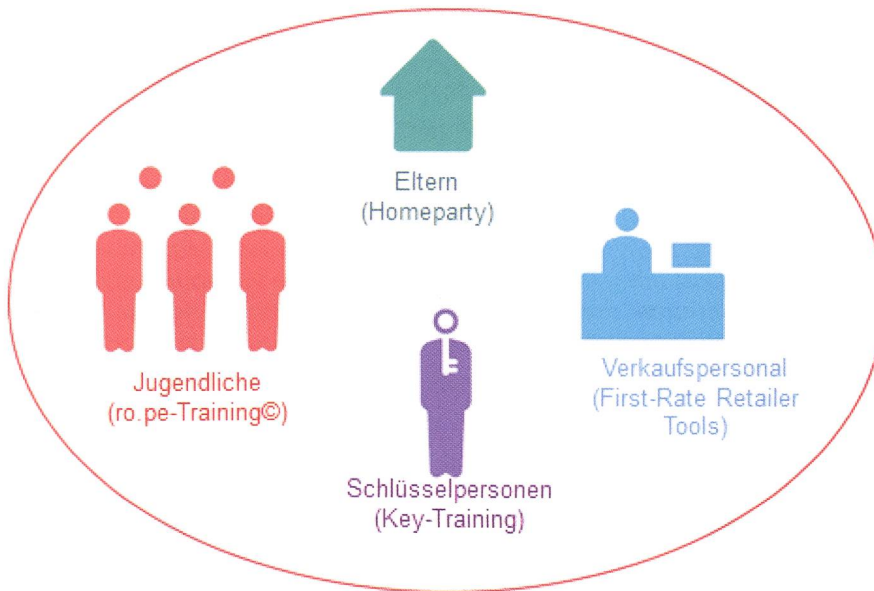 Eltern
(Homeparty)
Jugendliche
(ro.pe-Training©)
Verkaufspersonal
(First-Rate Retailer
Tools)
Schlüsselpersonen
(Key-Training)